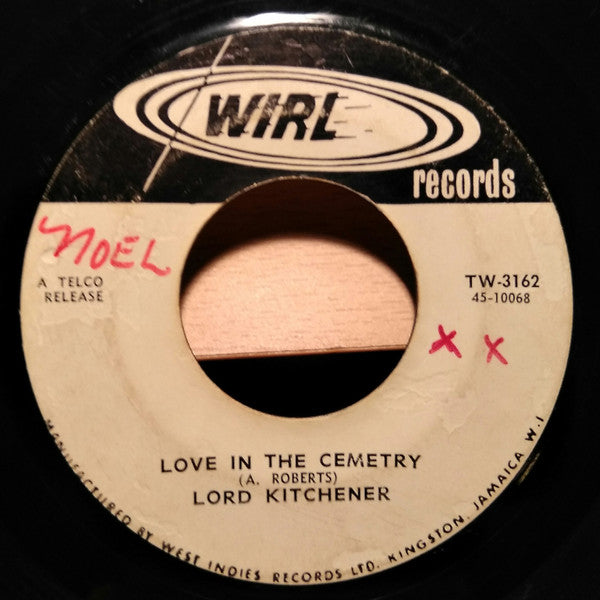 WIRL
records
NOEL
A TELCO
RELEASE
TW-3162
45-10068
x x
LOVE IN THE CEMETRY
(A. ROBERTS)
LORD KITCHENER
MANUFACTURED BY WEST INDIES RECORDS LTD. KINGSTON, JAMAICA W.I